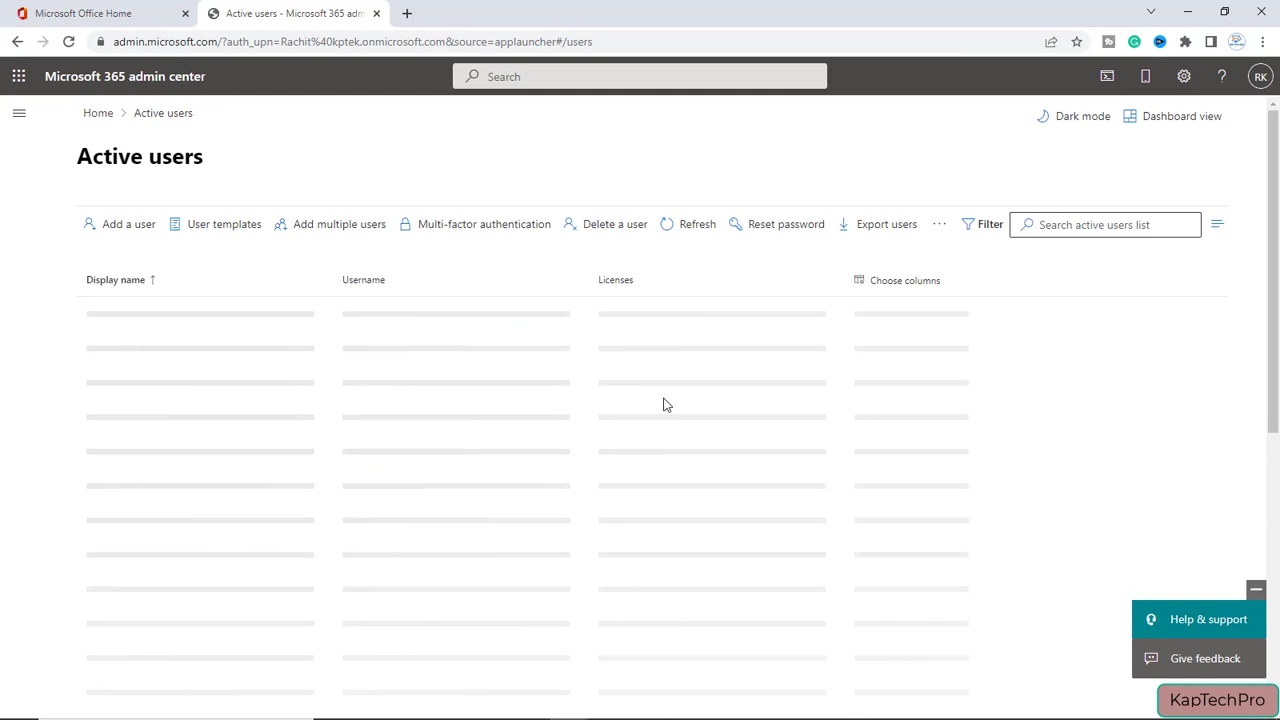 Microsoft Office Home
Active users - Microsoft 365 adm
admin.microsoft.com/?auth_upn=Rachit%40kptek.onmicrosoft.com&source=applauncher#/users
Microsoft 365 admin center
Search
RK
Home > Active users
Dark mode
Dashboard view
Active users
Add a user
User templates
Add multiple users
Multi-factor authentication
Delete a user
Refresh
Reset password
Export users
Filter
Search active users list
Display name ↑
Username
Licenses
Choose columns
Help & support
Give feedback
KapTechPro